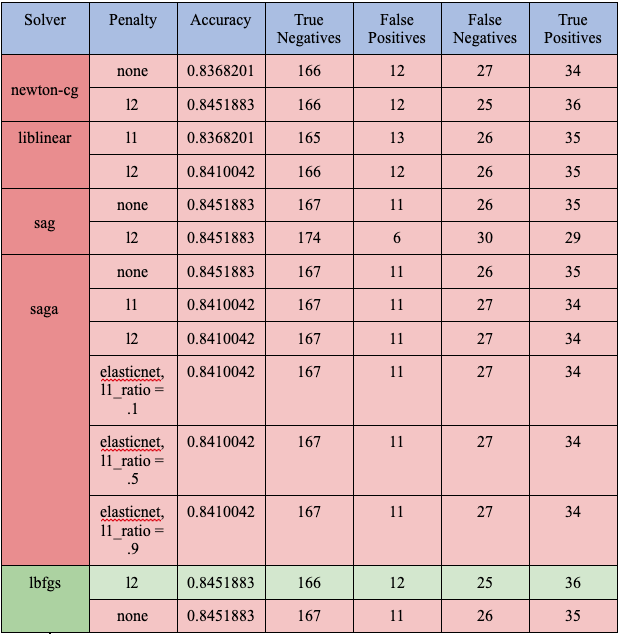 Solver Penalty Accuracy True Negatives False Positives False Negatives True Positives
newton-cg none 0.8368201 166 12 27 34
l2 0.8451883 166 12 25 36
liblinear l1 0.8368201 165 13 26 35
l2 0.8410042 166 12 26 35
sag none 0.8451883 167 11 26 35
l2 0.8451883 174 6 30 29
saga none 0.8451883 167 11 26 35
l1 0.8410042 167 11 27 34
l2 0.8410042 167 11 27 34
elasticnet, l1_ratio = .1 0.8410042 167 11 27 34
elasticnet, l1_ratio = .5 0.8410042 167 11 27 34
elasticnet, l1_ratio = .9 0.8410042 167 11 27 34
lbfgs l2 0.8451883 166 12 25 36
none 0.8451883 167 11 26 35